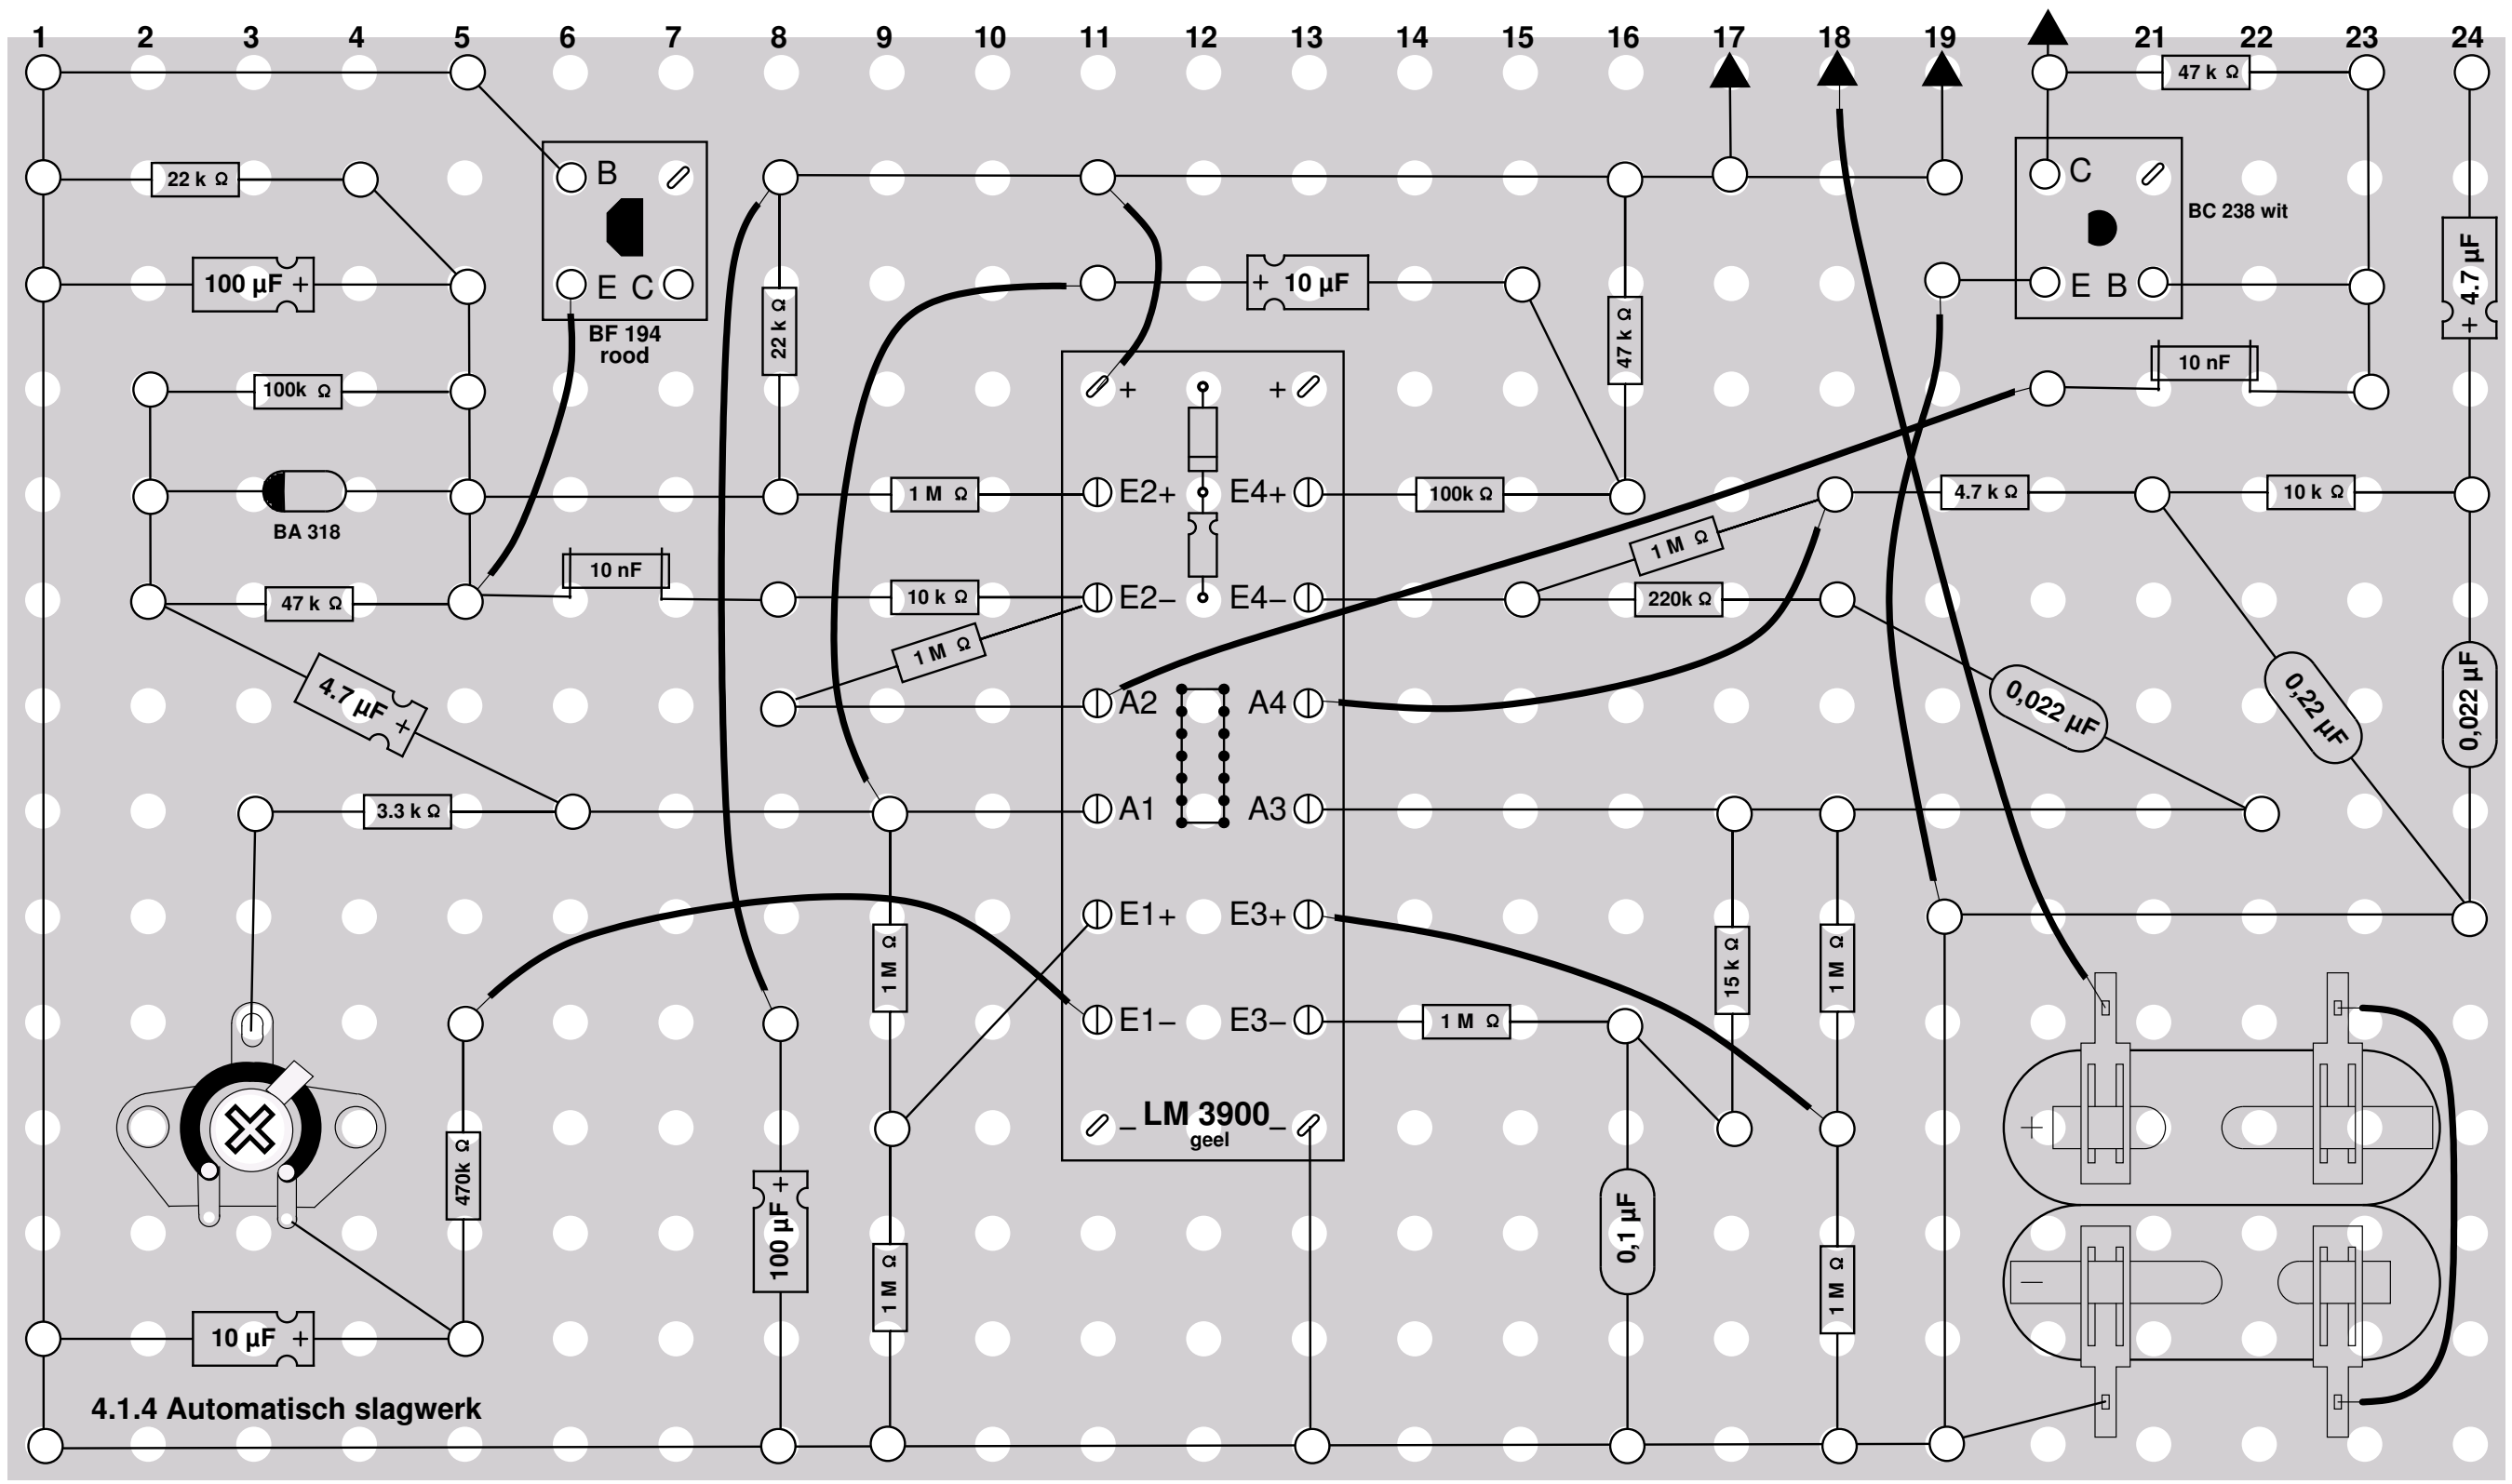 1 2 3 4 5 6 7 8 9 10 11 12 13 14 15 16 17 18 19 21 22 23 24
47 k Ω
22 k Ω
B
C
BC 238 wit
100 µF +
E C
BF 194
rood
22 k Ω
+ 10 µF
47 k Ω
E B
4.7 µF
+
10 nF
100k Ω
+ +
BA 318
1 M Ω
E2+ E4+
100k Ω
4.7 k Ω
10 k Ω
1 M Ω
47 k Ω
10 nF
10 k Ω
E2– E4–
220k Ω
1 M Ω
4.7 µF +
A2 A4
0,022 µF
0,22 µF
0,022 µF
3.3 k Ω
A1 A3
E1+ E3+
1 M Ω
15 k Ω
1 M Ω
E1– E3–
1 M Ω
– LM 3900 –
geel
+
470k Ω
100 µF +
1 M Ω
0,1 µF
1 M Ω
–
10 µF +
4.1.4 Automatisch slagwerk